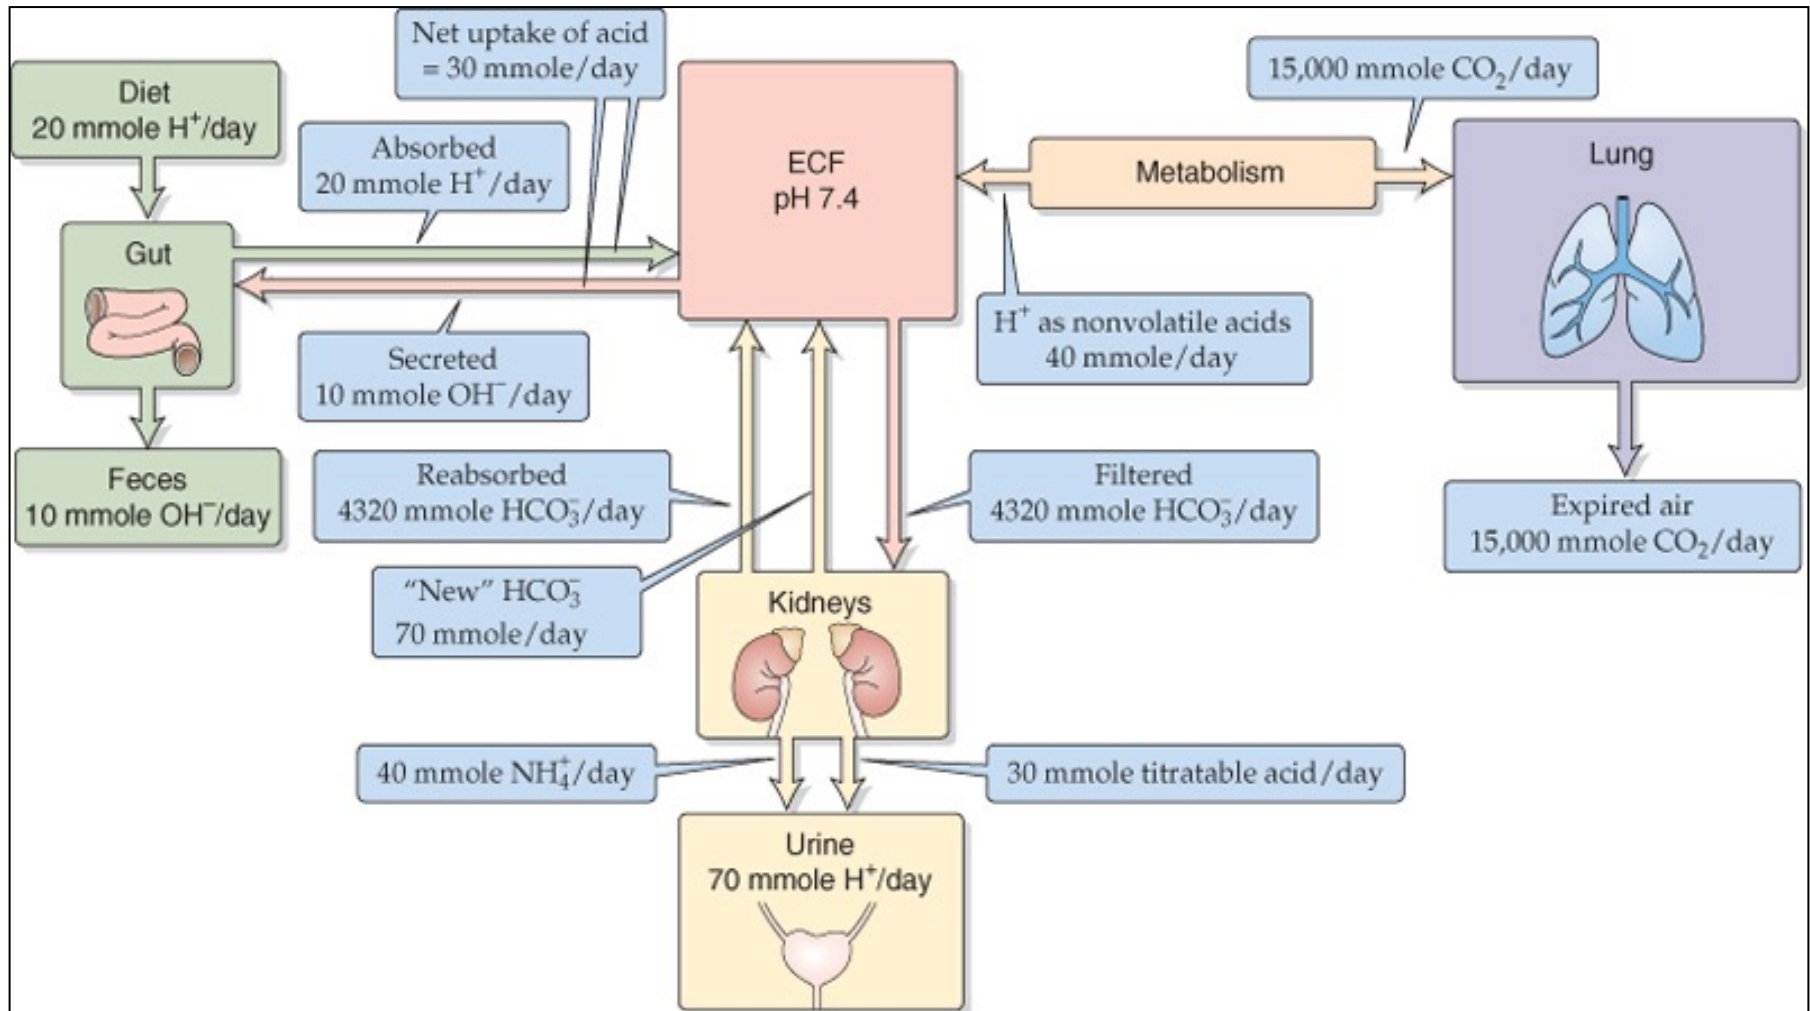 Net uptake of acid
= 30 mmole/day
15,000 mmole CO₂/day
Diet
20 mmole H⁺/day
Absorbed
20 mmole H⁺/day
ECF
pH 7.4
Metabolism
Lung
Gut
H⁺ as nonvolatile acids
40 mmole/day
Secreted
10 mmole OH⁻/day
Feces
10 mmole OH⁻/day
Reabsorbed
4320 mmole HCO₃⁻/day
Filtered
4320 mmole HCO₃⁻/day
Expired air
15,000 mmole CO₂/day
“New” HCO₃⁻
70 mmole/day
Kidneys
40 mmole NH₄⁺/day
30 mmole titratable acid/day
Urine
70 mmole H⁺/day